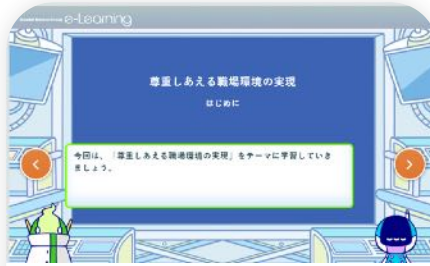 e-Learning
尊重しあえる職場環境の実現
はじめに
今回は、「尊重しあえる職場環境の実現」をテーマに学習していき
ましょう。